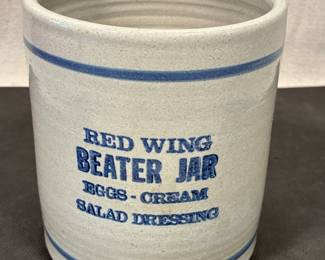 RED WING
BEATER JAR
EGGS - CREAM
SALAD DRESSING